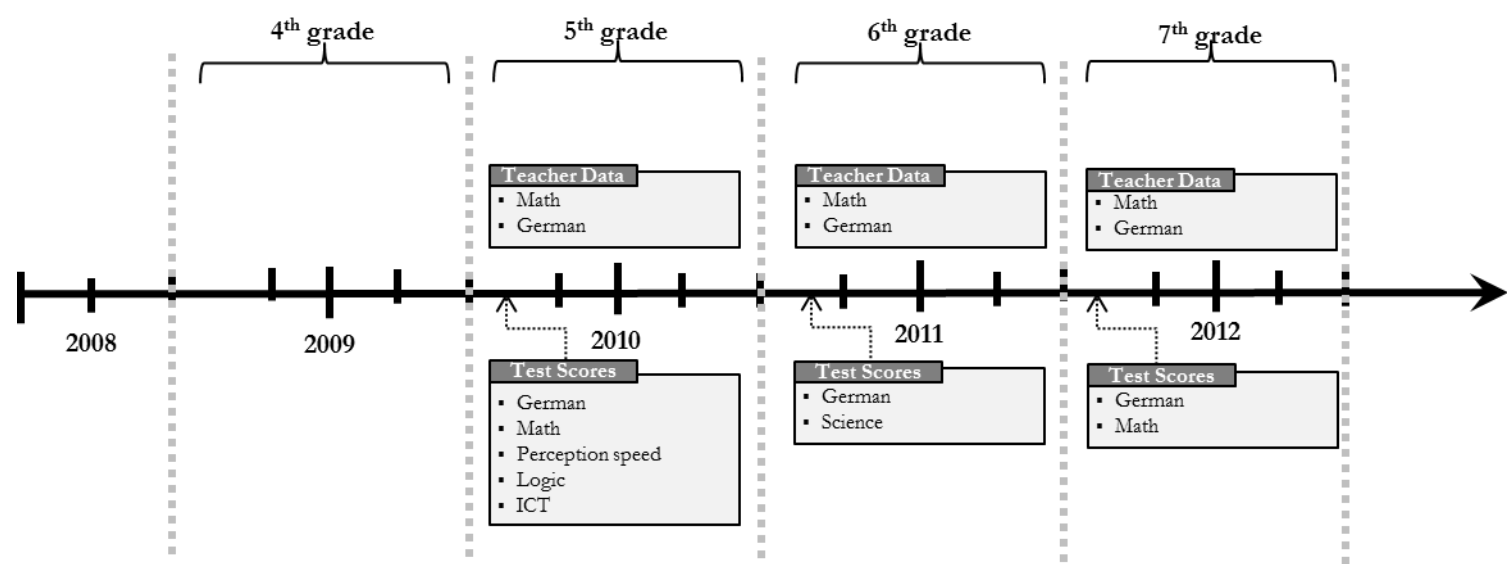 4th grade
5th grade
6th grade
7th grade
Teacher Data
▪ Math
▪ German
Teacher Data
▪ Math
▪ German
Teacher Data
▪ Math
▪ German
2008
2009
2010
2011
2012
Test Scores
▪ German
▪ Math
▪ Perception speed
▪ Logic
▪ ICT
Test Scores
▪ German
▪ Science
Test Scores
▪ German
▪ Math